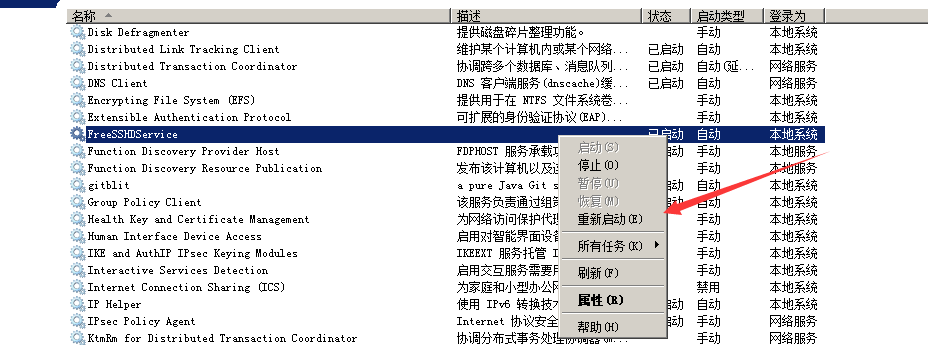 名称 描述 状态 启动类型 登录为
Disk Defragmenter 提供磁盘碎片整理功能。 手动 本地系统
Distributed Link Tracking Client 维护某个计算机内或某个网络... 已启动 自动 本地系统
Distributed Transaction Coordinator 协调跨多个数据库、消息队列... 已启动 自动(延... 网络服务
DNS Client DNS 客户端服务(dnscache)缓... 已启动 自动 网络服务
Encrypting File System (EFS) 提供用于在 NTFS 文件系统卷... 手动 本地系统
Extensible Authentication Protocol 可扩展的身份验证协议(EAP)... 手动 本地系统
FreeSSHDService 已启动 自动 本地系统
Function Discovery Provider Host FDPHOST 服务承载功 启动(S) 手动 本地服务
Function Discovery Resource Publication 发布该计算机以及连 停止(O) 手动 本地服务
gitblit a pure Java Git s 暂停(U) 启动 自动 本地系统
Group Policy Client 该服务负责通过组策 恢复(M) 启动 自动 本地系统
Health Key and Certificate Management 为网络访问保护代理 重新启动(E) 手动 本地系统
Human Interface Device Access 启用对智能界面设备 手动 本地系统
所有任务(K)
IKE and AuthIP IPsec Keying Modules IKEEXT 服务托管 I 启动 自动 本地系统
Interactive Services Detection 启用交互服务需要用 刷新(F) 手动 本地系统
Internet Connection Sharing (ICS) 为家庭和小型办公网 禁用 本地系统
IP Helper 使用 IPv6 转换技术 属性(R) 启动 自动 本地系统
IPsec Policy Agent Internet 协议安全 启动 手动 网络服务
帮助(H)
KtmRm for Distributed Transaction Coordinator 协调分布式事务处理协调器(M... 手动 网络服务